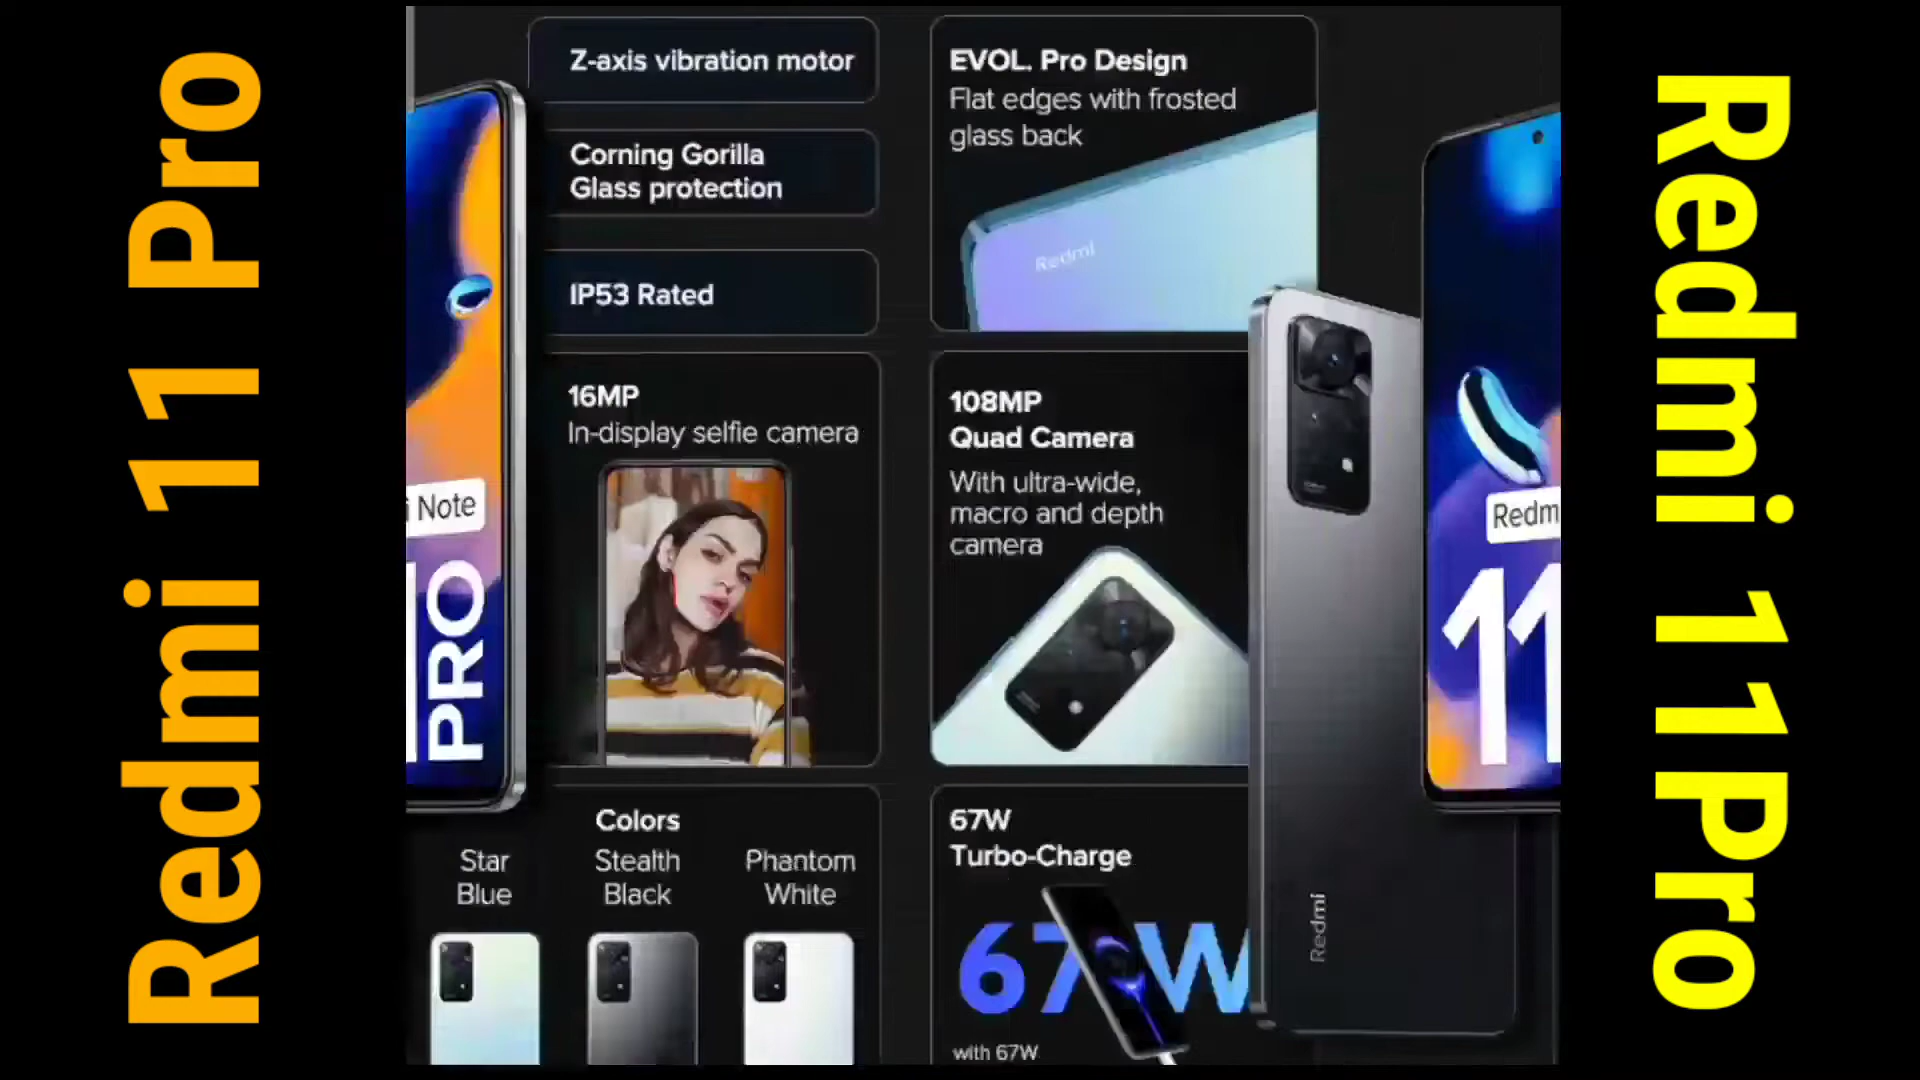 Redmi 11 Pro
Z-axis vibration motor
Corning Gorilla
Glass protection
IP53 Rated
EVOL. Pro Design
Flat edges with frosted
glass back
Redmi
16MP
In-display selfie camera
108MP
Quad Camera
With ultra-wide,
macro and depth
camera
i Note
PRO
Redm
11
Colors
Star
Blue
Stealth
Black
Phantom
White
67W
Turbo-Charge
67W
with 67W
Redmi
Redmi 11Pro